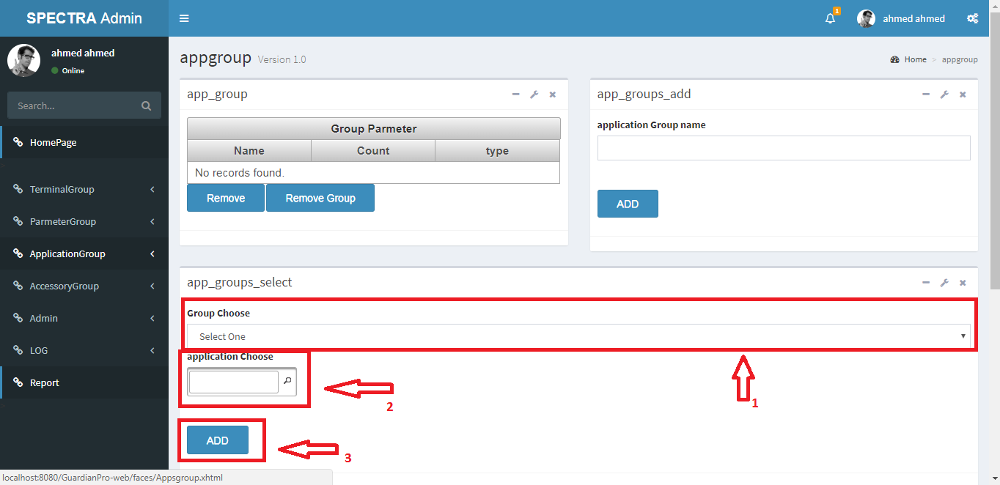 SPECTRA Admin
1
ahmed ahmed
ahmed ahmed
Online
Search...
HomePage
TerminalGroup
ParmeterGroup
ApplicationGroup
AccessoryGroup
Admin
LOG
Report
appgroup Version 1.0
Home > appgroup
app_group
Group Parmeter
Name Count type
No records found.
Remove Remove Group
app_groups_add
application Group name
ADD
app_groups_select
Group Choose
Select One
1
application Choose
2
ADD
3
localhost:8080/GuardianPro-web/faces/Appsgroup.xhtml